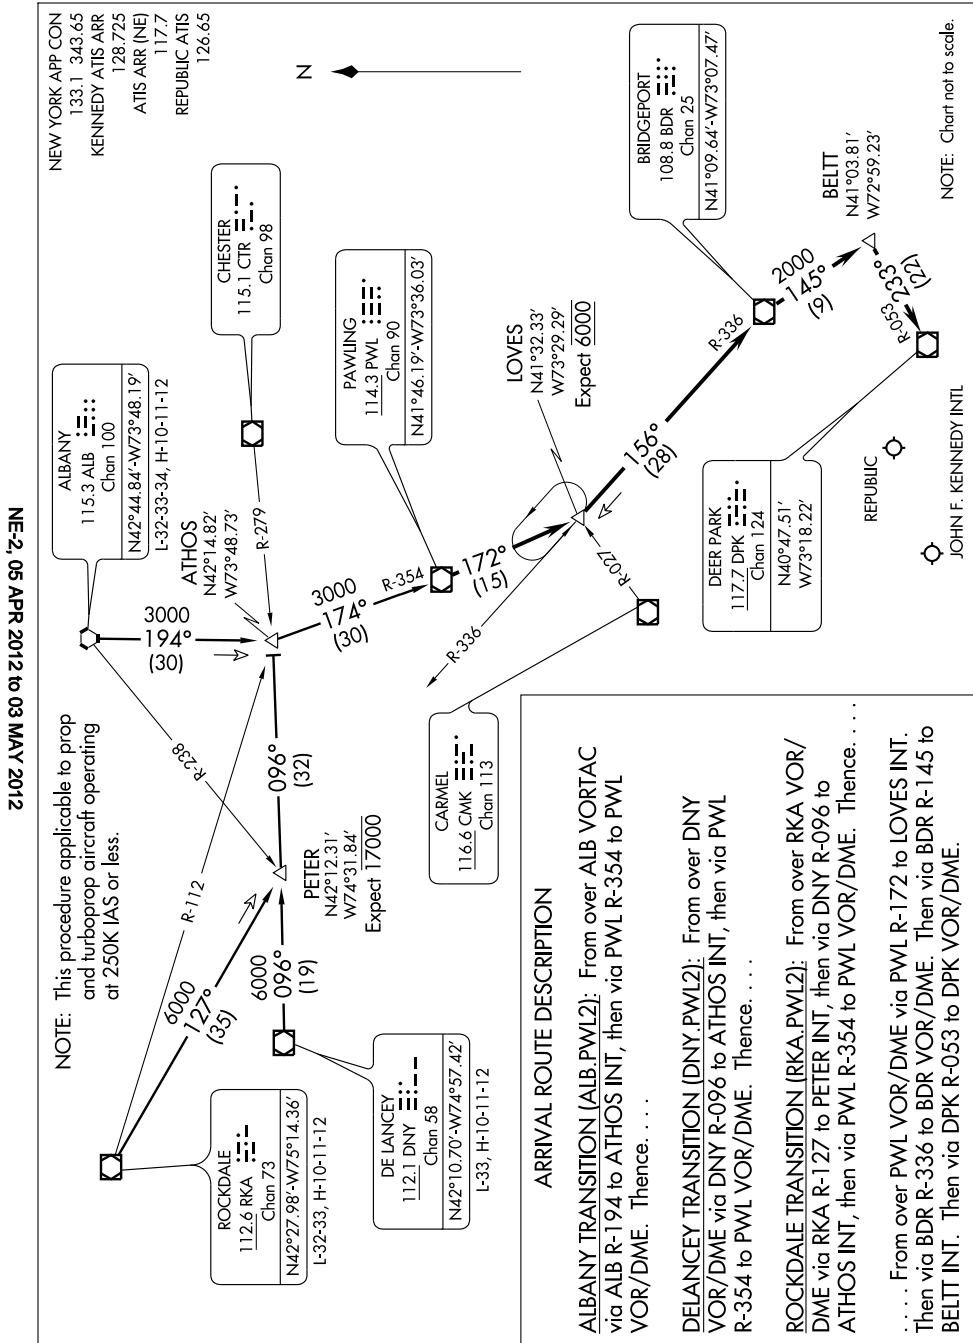 NEW YORK APP CON
133.1 343.65
KENNEDY ATIS ARR
128.725
ATIS ARR (NE)
117.7
REPUBLIC ATIS
126.65
N
NOTE: This procedure applicable to prop
and turboprop aircraft operating
at 250K IAS or less.
ALBANY
115.3 ALB
Chan 100
N42°44.84'-W73°48.19'
L-32-33-34, H-10-11-12
CHESTER
115.1 CTR
Chan 98
ATHOS
N42°14.82'
W73°48.73'
R-279
3000
194°
(30)
R-238
R-112
ROCKDALE
112.6 RKA
Chan 73
N42°27.98'-W75°14.36'
L-32-33, H-10-11-12
6000
127°
(35)
DE LANCEY
112.1 DNY
Chan 58
N42°10.70'-W74°57.42'
L-33, H-10-11-12
6000
096°
(19)
PETER
N42°12.31'
W74°31.84'
Expect 17000
096°
(32)
3000
174°
(30)
R-354
PAWLING
114.3 PWL
Chan 90
N41°46.19'-W73°36.03'
172°
(15)
LOVES
N41°32.33'
W73°29.29'
Expect 6000
R-336
R-027
CARMEL
116.6 CMK
Chan 113
156°
(28)
R-336
BRIDGEPORT
108.8 BDR
Chan 25
N41°09.64'-W73°07.47'
2000
145°
(9)
BELTT
N41°03.81'
W72°59.23'
R-053
233°
(22)
DEER PARK
117.7 DPK
Chan 124
N40°47.51'
W73°18.22'
REPUBLIC
JOHN F. KENNEDY INTL
NOTE: Chart not to scale.
ARRIVAL ROUTE DESCRIPTION
ALBANY TRANSITION (ALB.PWL2): From over ALB VORTAC
via ALB R-194 to ATHOS INT, then via PWL R-354 to PWL
VOR/DME. Thence. . . .
DELANCEY TRANSITION (DNY.PWL2): From over DNY
VOR/DME via DNY R-096 to ATHOS INT, then via PWL
R-354 to PWL VOR/DME. Thence. . . .
ROCKDALE TRANSITION (RKA.PWL2): From over RKA VOR/
DME via RKA R-127 to PETER INT, then via DNY R-096 to
ATHOS INT, then via PWL R-354 to PWL VOR/DME. Thence. . . .
. . . . From over PWL VOR/DME via PWL R-172 to LOVES INT.
Then via BDR R-336 to BDR VOR/DME. Then via BDR R-145 to
BELTT INT. Then via DPK R-053 to DPK VOR/DME.
NE-2, 05 APR 2012 to 03 MAY 2012